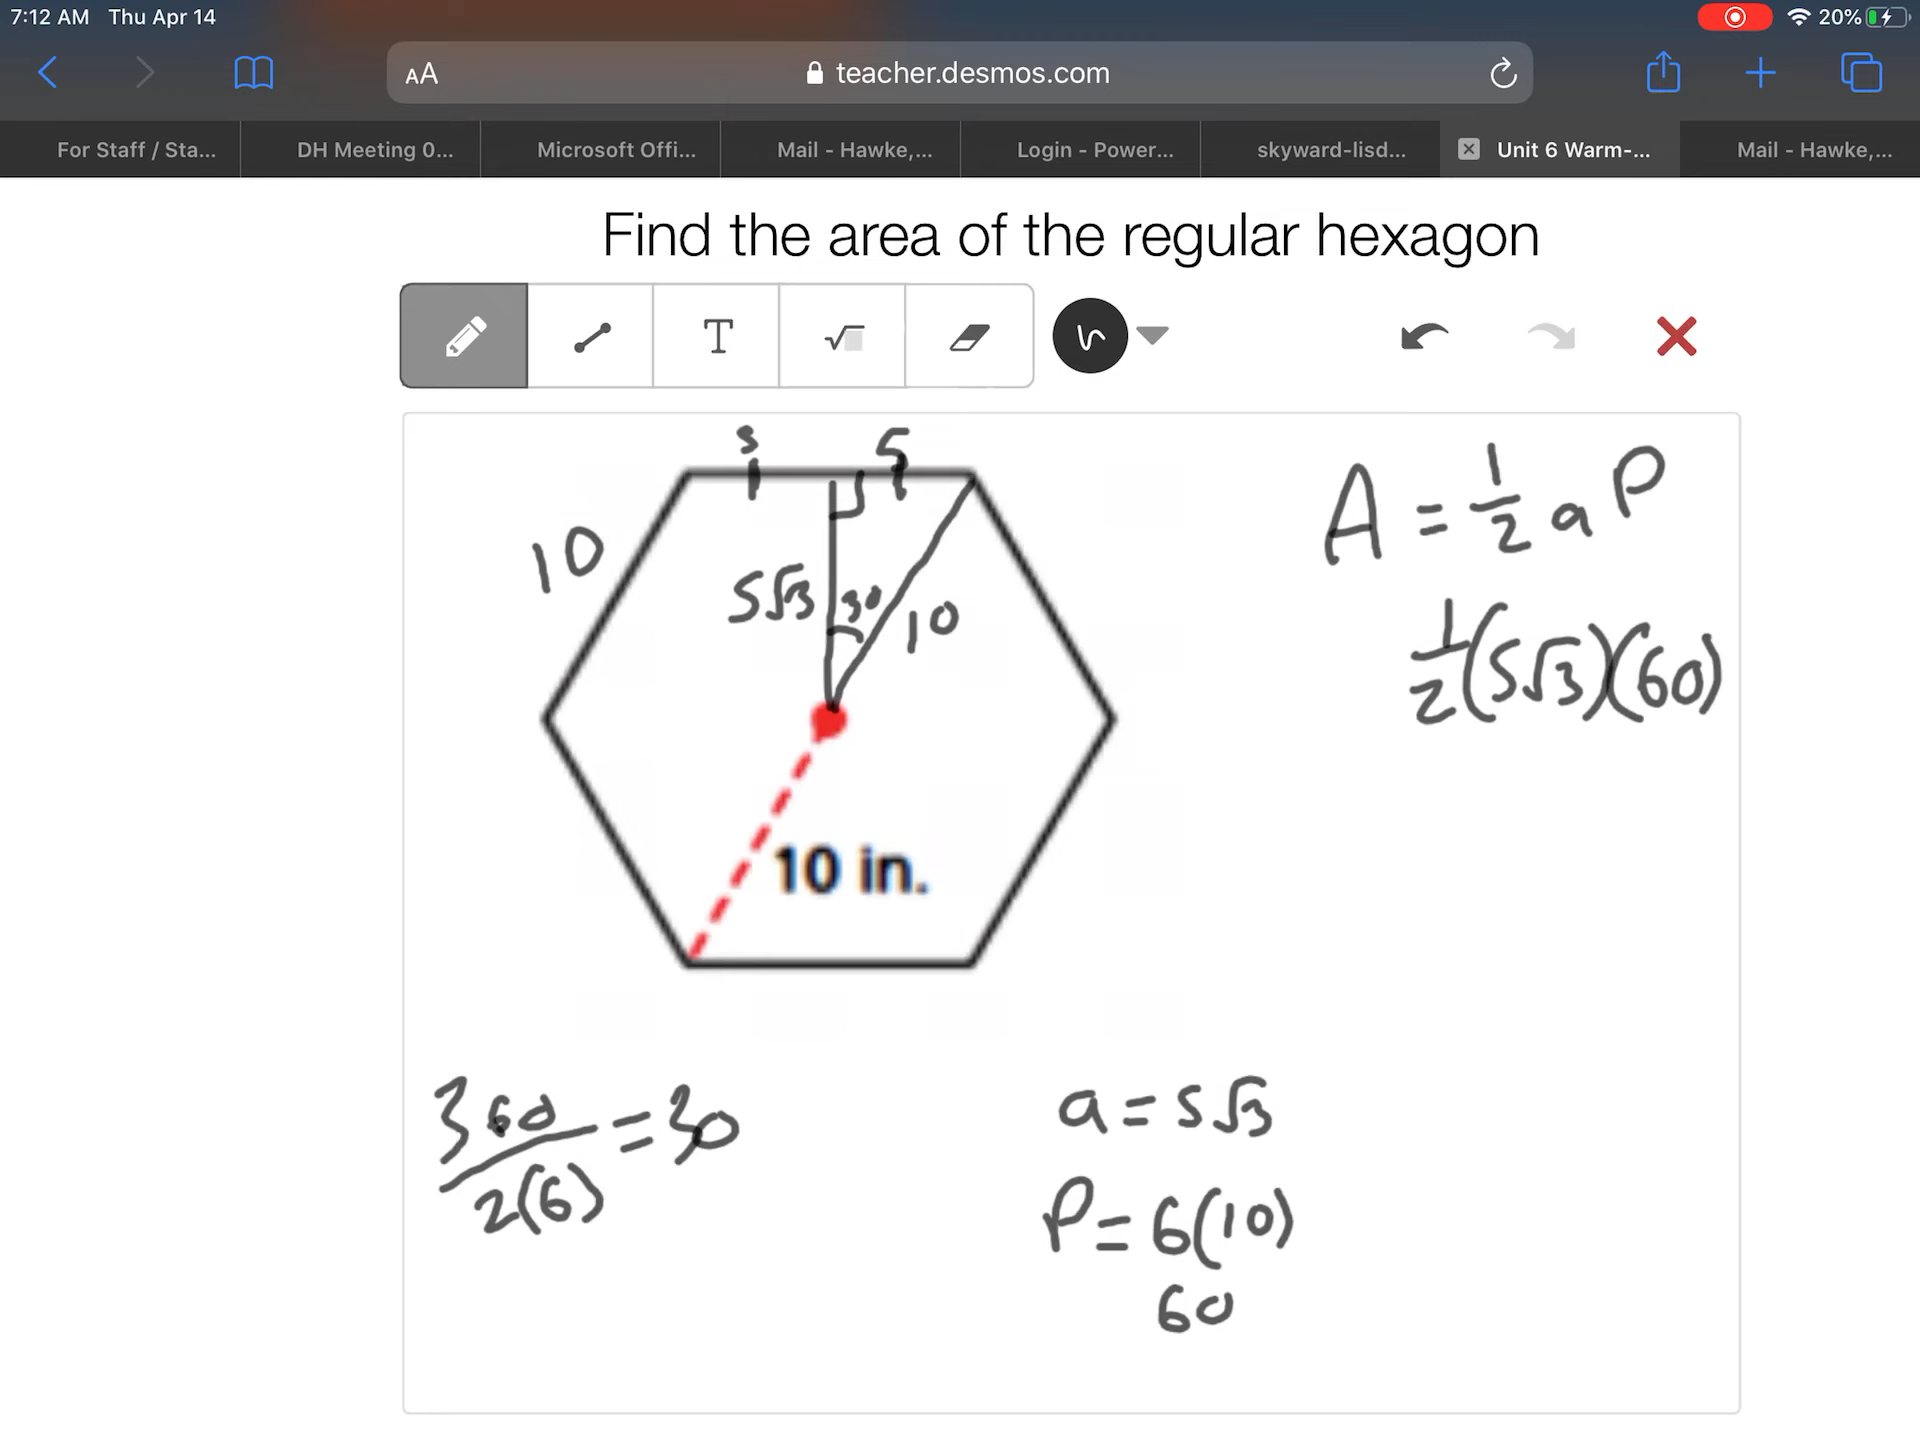 7:12 AM Thu Apr 14
20%
AA
teacher.desmos.com
For Staff / Sta...
DH Meeting 0...
Microsoft Offi...
Mail - Hawke,...
Login - Power...
skyward-lisd...
Unit 6 Warm-...
Mail - Hawke,...
Find the area of the regular hexagon
T
√
5 5
10
5√3 30 10
10 in.
A = 1/2 a P
1/2 (5√3)(60)
360/2(6) = 30
a = 5√3
P = 6(10)
60